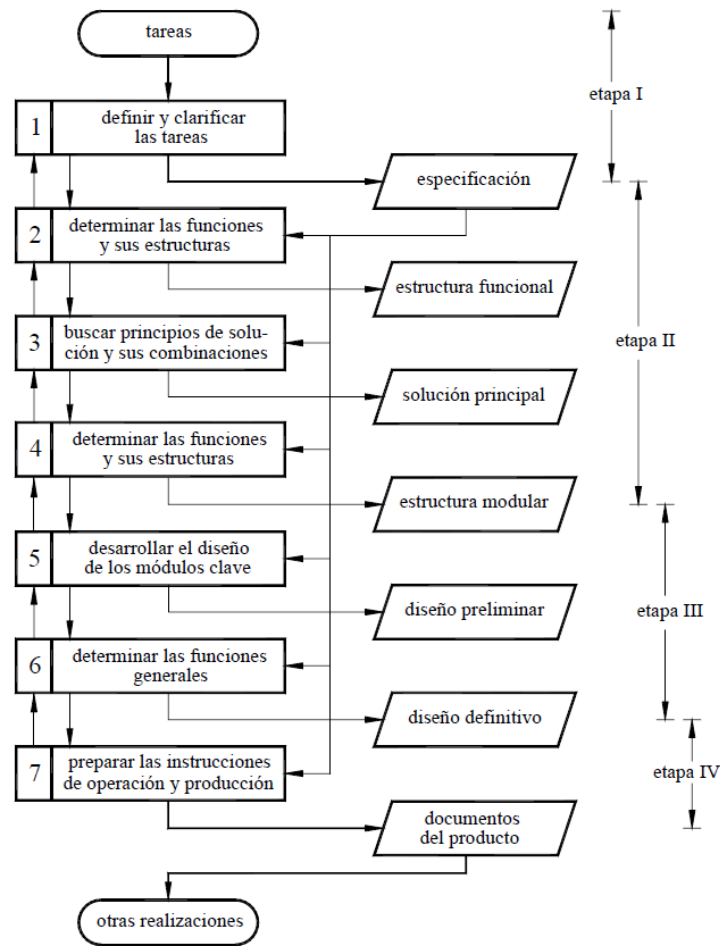 tareas
etapa I
1
definir y clarificar
las tareas
especificación
2
determinar las funciones
y sus estructuras
estructura funcional
etapa II
3
buscar principios de solu-
ción y sus combinaciones
solución principal
4
determinar las funciones
y sus estructuras
estructura modular
5
desarrollar el diseño
de los módulos clave
diseño preliminar
etapa III
6
determinar las funciones
generales
diseño definitivo
7
preparar las instrucciones
de operación y producción
etapa IV
documentos
del producto
otras realizaciones